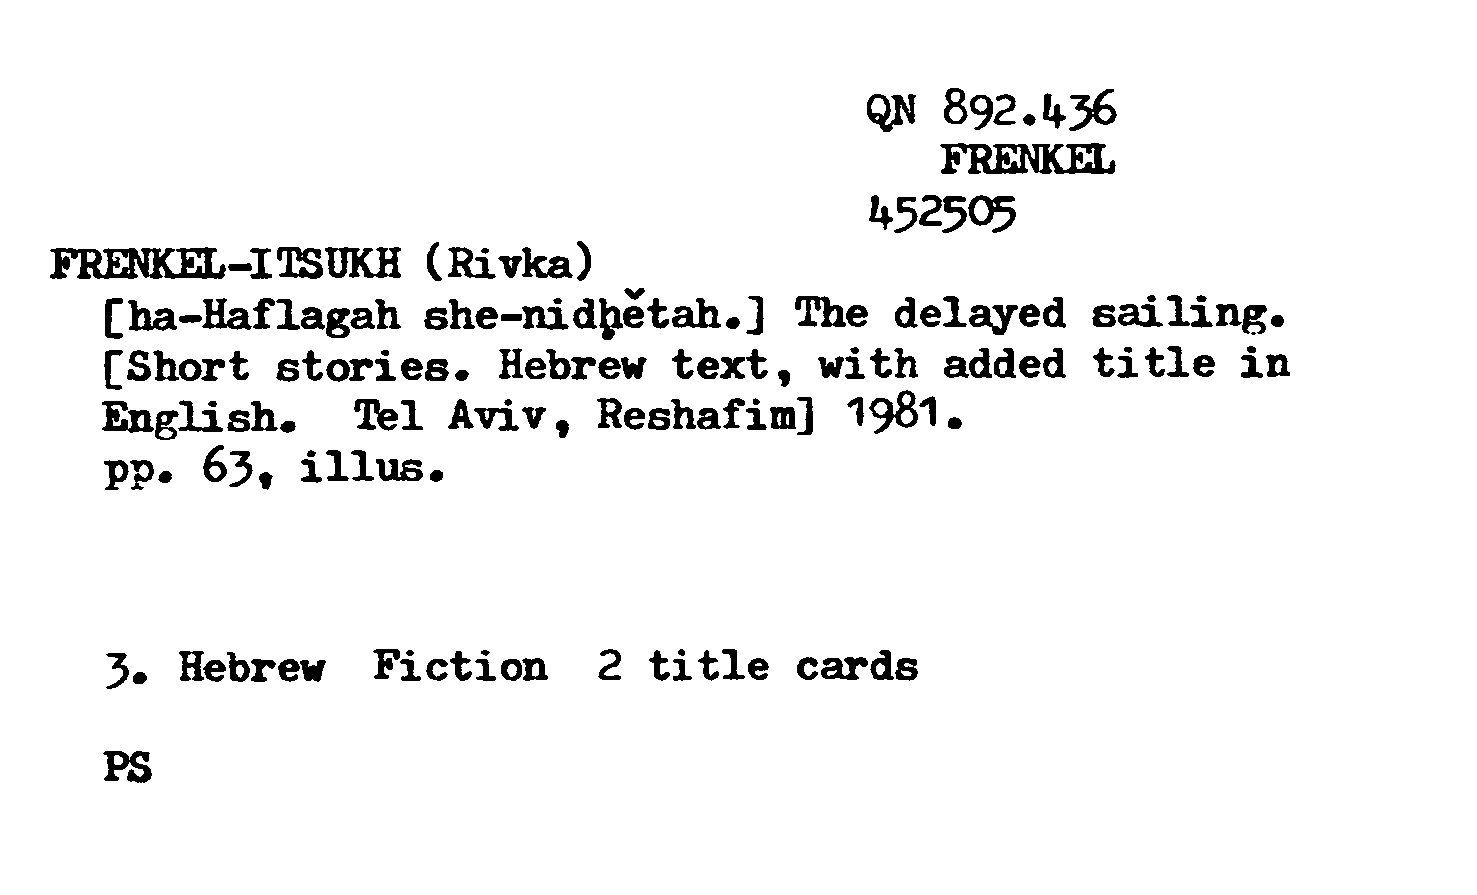 QN 892.436
FRENKEL
452505
FRENKEL-ITSUKH (Rivka)
[ha-Haflagah she-nidḥĕtah.] The delayed sailing.
[Short stories. Hebrew text, with added title in
English. Tel Aviv, Reshafim] 1981.
pp. 63, illus.
3. Hebrew Fiction 2 title cards
PS